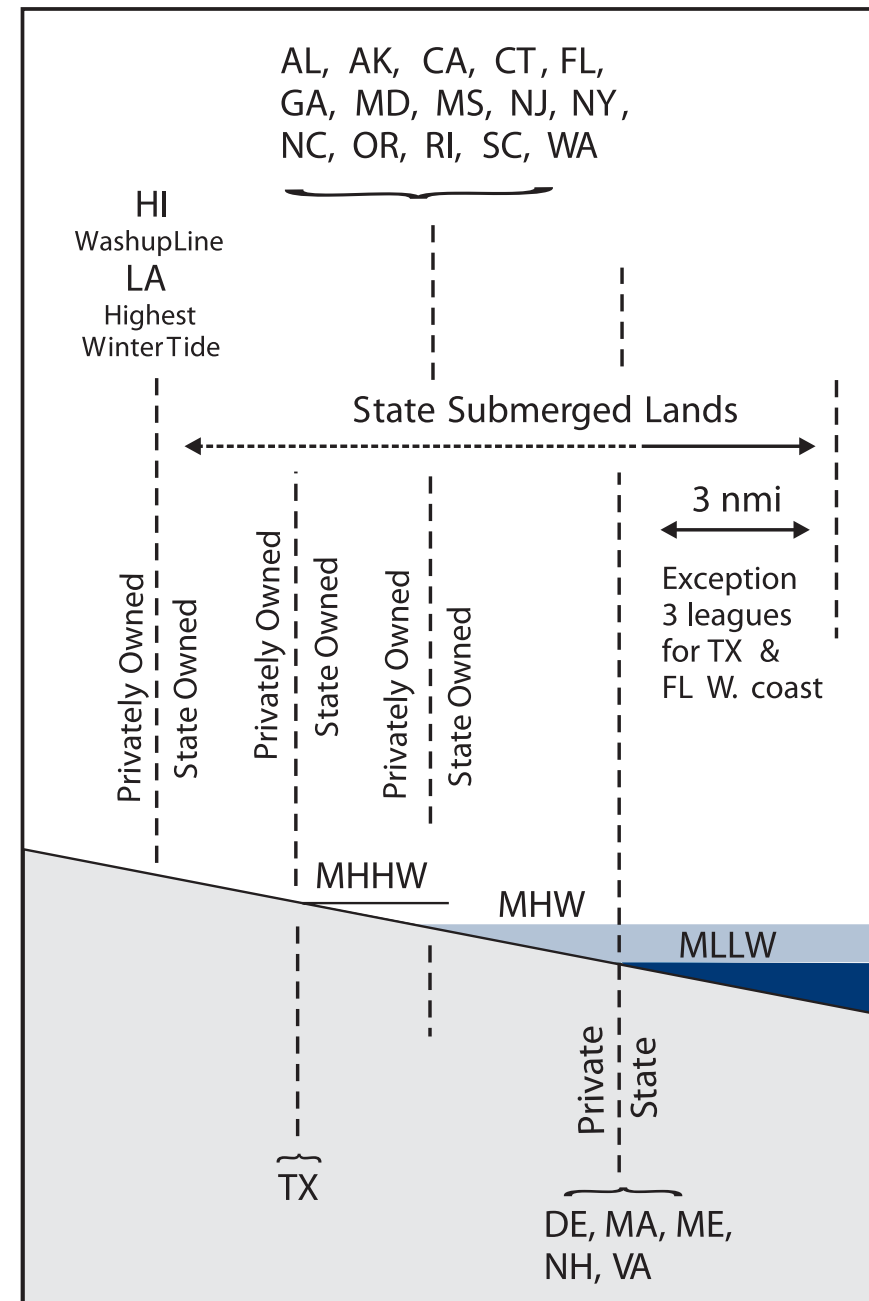 AL, AK, CA, CT, FL,
GA, MD, MS, NJ, NY,
NC, OR, RI, SC, WA
HI
WashupLine
LA
Highest
Winter Tide
State Submerged Lands
3 nmi
Exception
3 leagues
for TX &
FL W. coast
Privately Owned
State Owned
Privately Owned
State Owned
Privately Owned
State Owned
MHHW
MHW
MLLW
Private
State
TX
DE, MA, ME,
NH, VA